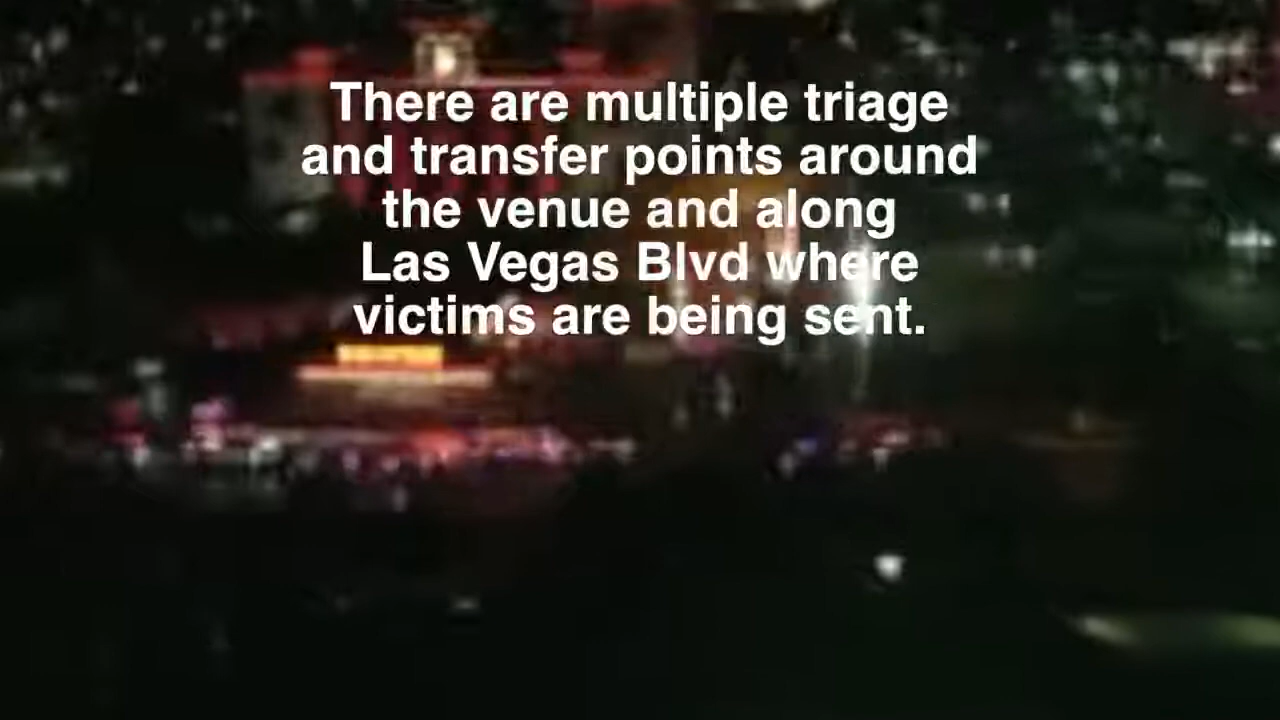 There are multiple triage
and transfer points around
the venue and along
Las Vegas Blvd where
victims are being sent.